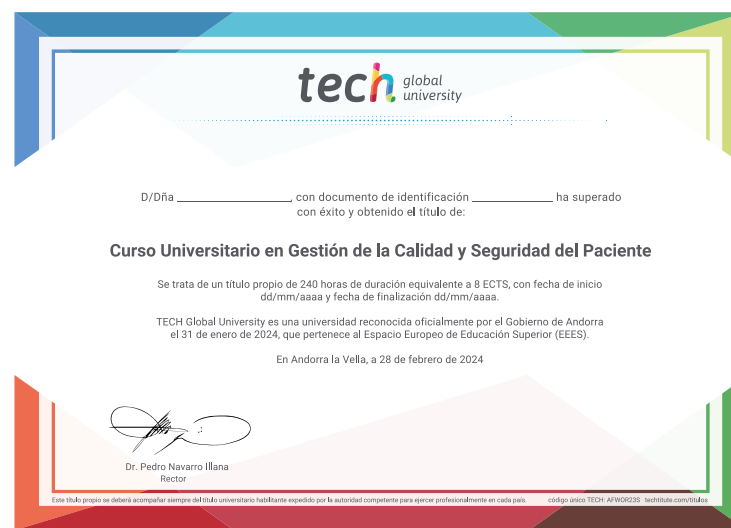 tech global university
D/Dña ____________________, con documento de identificación ______________ ha superado
con éxito y obtenido el título de:
Curso Universitario en Gestión de la Calidad y Seguridad del Paciente
Se trata de un título propio de 240 horas de duración equivalente a 8 ECTS, con fecha de inicio
dd/mm/aaaa y fecha de finalización dd/mm/aaaa.
TECH Global University es una universidad reconocida oficialmente por el Gobierno de Andorra
el 31 de enero de 2024, que pertenece al Espacio Europeo de Educación Superior (EEES).
En Andorra la Vella, a 28 de febrero de 2024
Dr. Pedro Navarro Illana
Rector
Este título propio se deberá acompañar siempre del título universitario habilitante expedido por la autoridad competente para ejercer profesionalmente en cada país. código único TECH: AFWOR23S techtitute.com/titulos